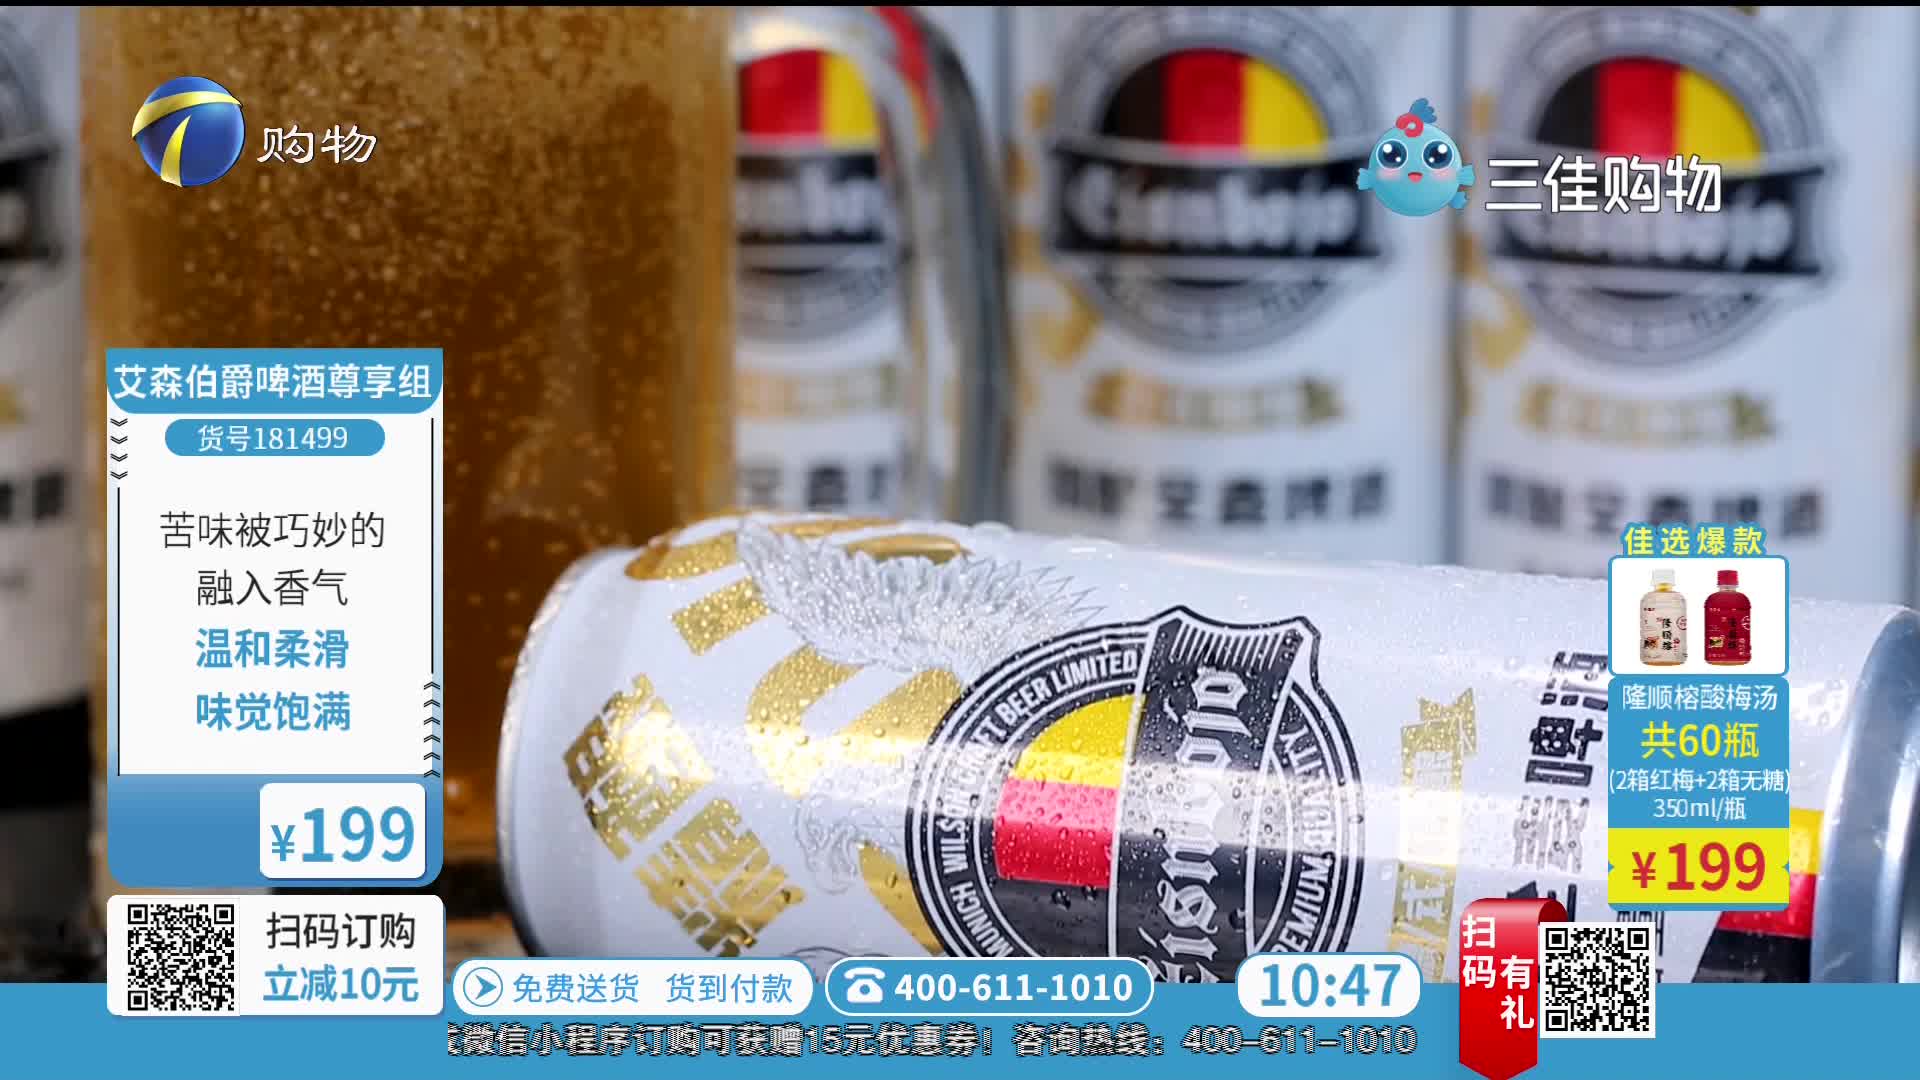 购物
三佳购物
艾森伯爵啤酒尊享组
货号181499
苦味被巧妙的
融入香气
温和柔滑
味觉饱满
¥199
扫码订购
立减10元
免费送货 货到付款
400-611-1010
10:47
微信小程序订购可获赠15元优惠券！咨询热线：400-611-1010
佳选爆款
隆顺榕酸梅汤
共60瓶
(2箱红梅+2箱无糖)
350ml/瓶
¥199
扫码有礼
MUNICH WILSON CRAFT BEER LIMITED
Eisnbojo
PREMIUM QUALITY